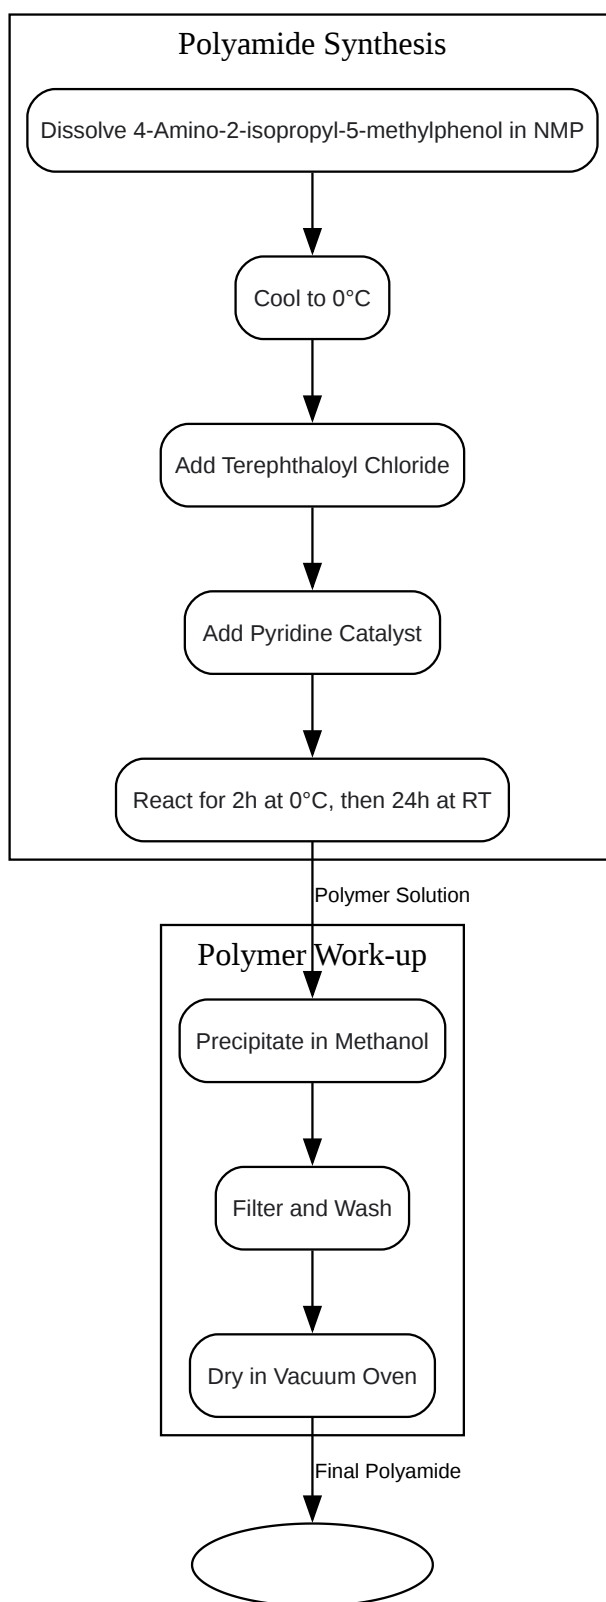 Polyamide Synthesis
Dissolve 4-Amino-2-isopropyl-5-methylphenol in NMP
Cool to 0°C
Add Terephthaloyl Chloride
Add Pyridine Catalyst
React for 2h at 0°C, then 24h at RT
Polymer Solution
Polymer Work-up
Precipitate in Methanol
Filter and Wash
Dry in Vacuum Oven
Final Polyamide